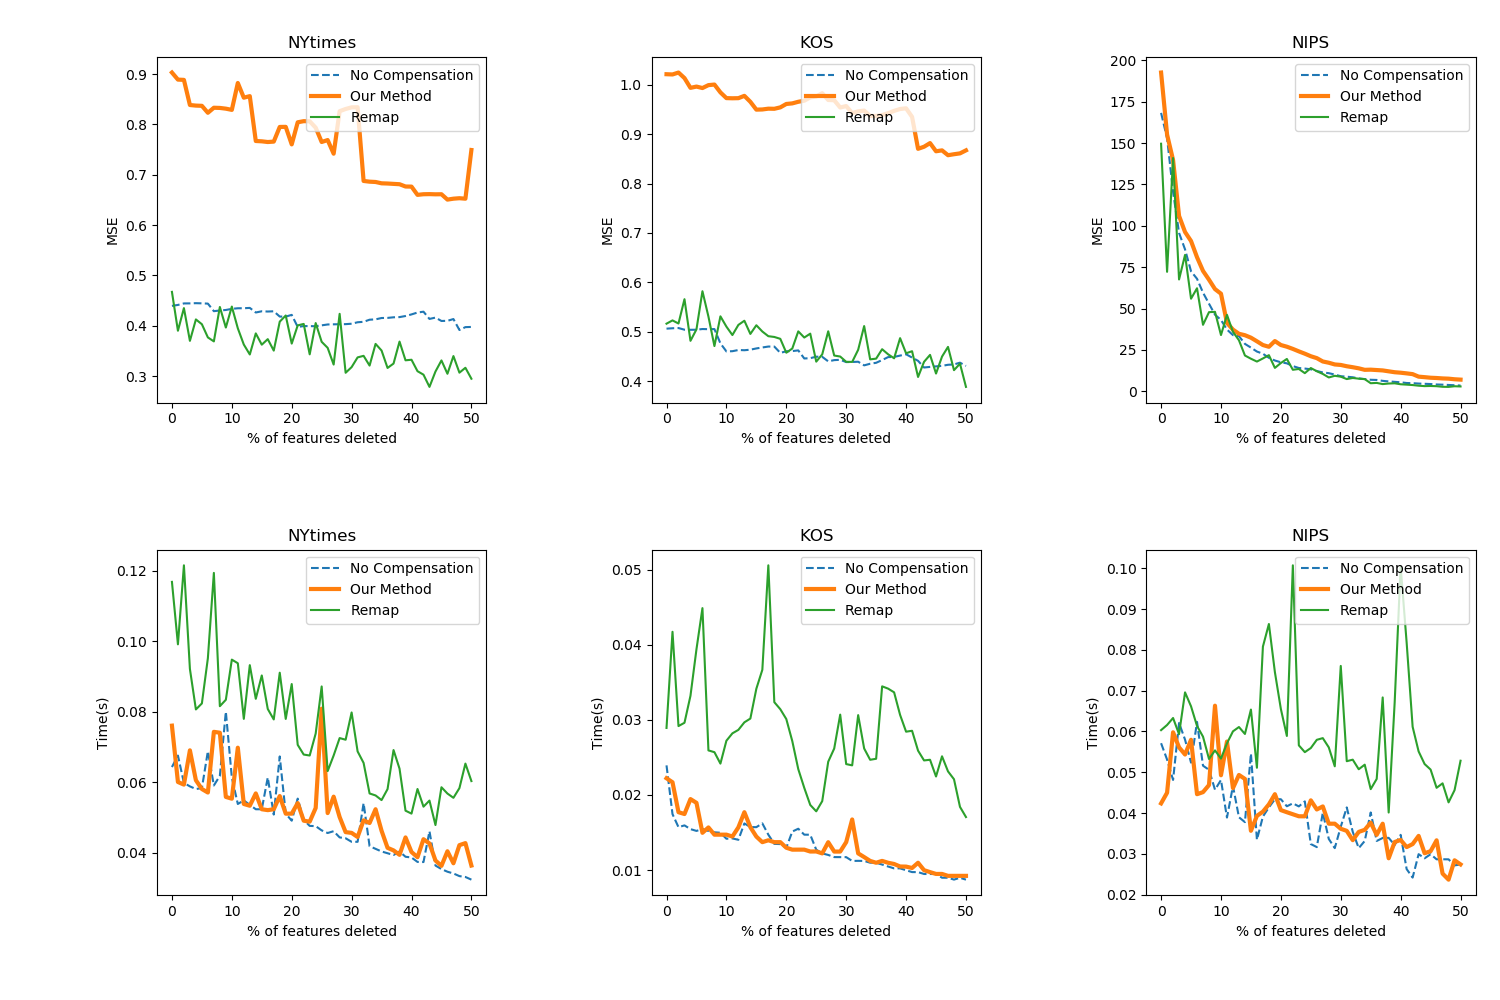 NYtimes
0.9
0.8
0.7
0.6
0.5
0.4
0.3
MSE
0 10 20 30 40 50
% of features deleted
No Compensation
Our Method
Remap
KOS
1.0
0.9
0.8
0.7
0.6
0.5
0.4
MSE
0 10 20 30 40 50
% of features deleted
No Compensation
Our Method
Remap
NIPS
200
175
150
125
100
75
50
25
0
MSE
0 10 20 30 40 50
% of features deleted
No Compensation
Our Method
Remap
NYtimes
0.12
0.10
0.08
0.06
0.04
Time(s)
0 10 20 30 40 50
% of features deleted
No Compensation
Our Method
Remap
KOS
0.05
0.04
0.03
0.02
0.01
Time(s)
0 10 20 30 40 50
% of features deleted
No Compensation
Our Method
Remap
NIPS
0.10
0.09
0.08
0.07
0.06
0.05
0.04
0.03
0.02
Time(s)
0 10 20 30 40 50
% of features deleted
No Compensation
Our Method
Remap